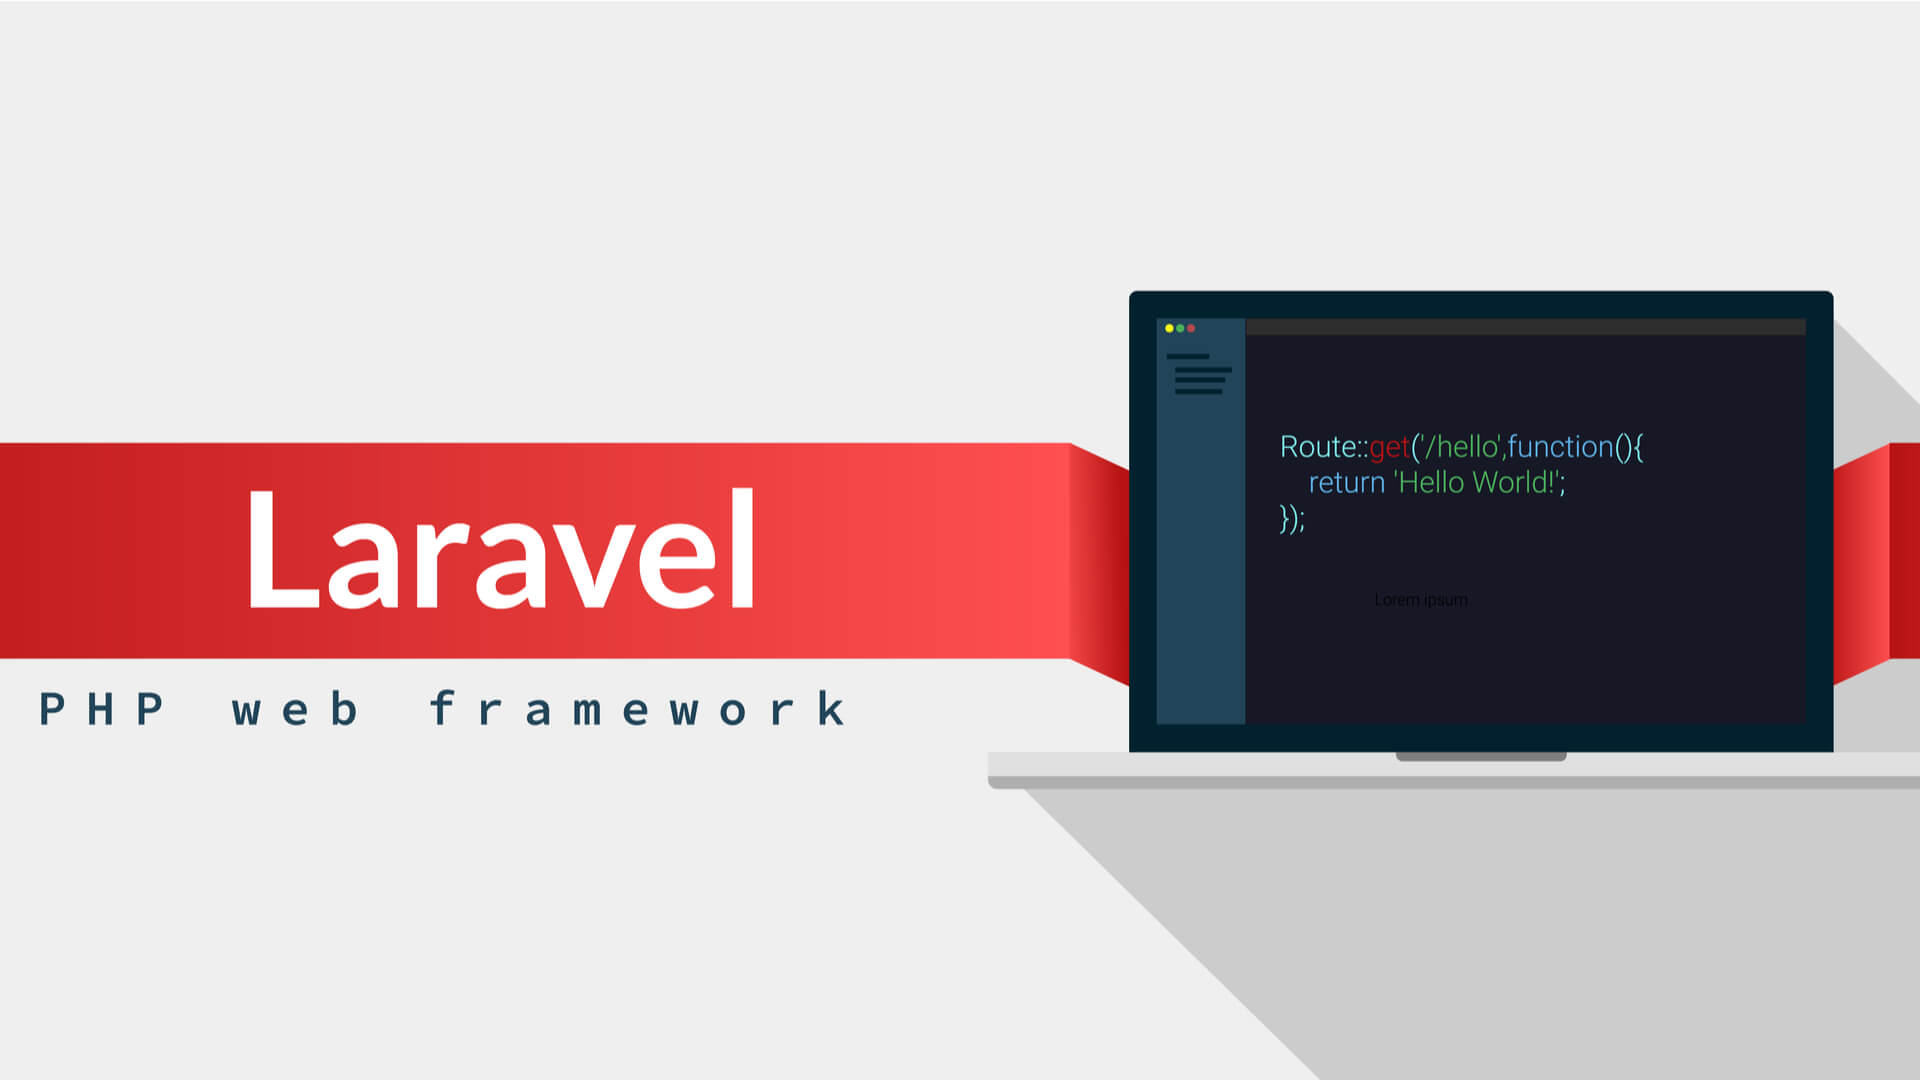 Laravel
PHP web framework
Route::get('/hello',function(){
return 'Hello World!';
});
Lorem ipsum